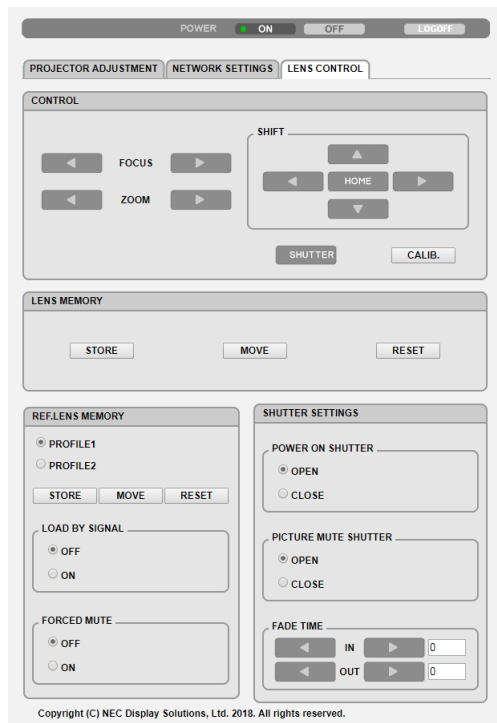 POWER ON OFF LOGOFF
PROJECTOR ADJUSTMENT NETWORK SETTINGS LENS CONTROL
CONTROL
SHIFT
FOCUS
HOME
ZOOM
SHUTTER CALIB.
LENS MEMORY
STORE MOVE RESET
REF.LENS MEMORY
PROFILE1
PROFILE2
STORE MOVE RESET
LOAD BY SIGNAL
OFF
ON
FORCED MUTE
OFF
ON
SHUTTER SETTINGS
POWER ON SHUTTER
OPEN
CLOSE
PICTURE MUTE SHUTTER
OPEN
CLOSE
FADE TIME
IN 0
OUT 0
Copyright (C) NEC Display Solutions, Ltd. 2018. All rights reserved.